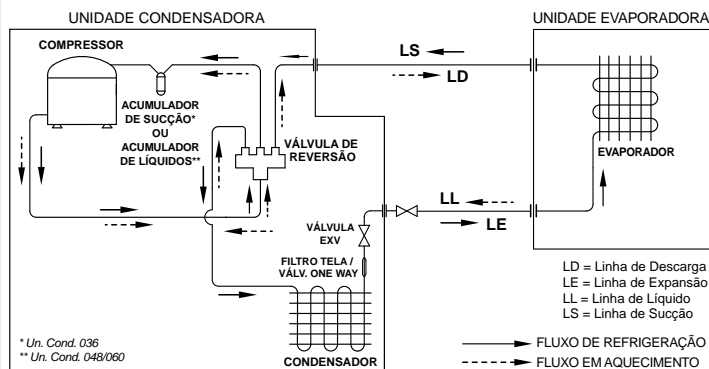 UNIDADE CONDENSADORA
UNIDADE EVAPORADORA
COMPRESSOR
LS
LD
ACUMULADOR
DE SUCÇÃO*
OU
ACUMULADOR
DE LÍQUIDOS**
VÁLVULA DE
REVERSÃO
EVAPORADOR
LL
LE
VÁLVULA
EXV
FILTRO TELA /
VÁLV. ONE WAY
CONDENSADOR
LD = Linha de Descarga
LE = Linha de Expansão
LL = Linha de Líquido
LS = Linha de Sucção
* Un. Cond. 036
** Un. Cond. 048/060
FLUXO DE REFRIGERAÇÃO
FLUXO EM AQUECIMENTO